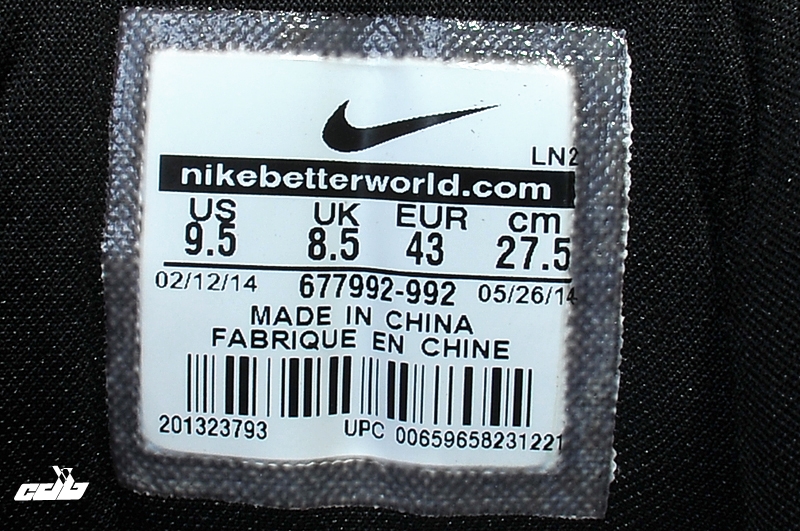 LN2
nikebetterworld.com
US UK EUR cm
9.5 8.5 43 27.5
02/12/14 677992-992 05/26/14
MADE IN CHINA
FABRIQUE EN CHINE
201323793 UPC 00659658231221
cdb